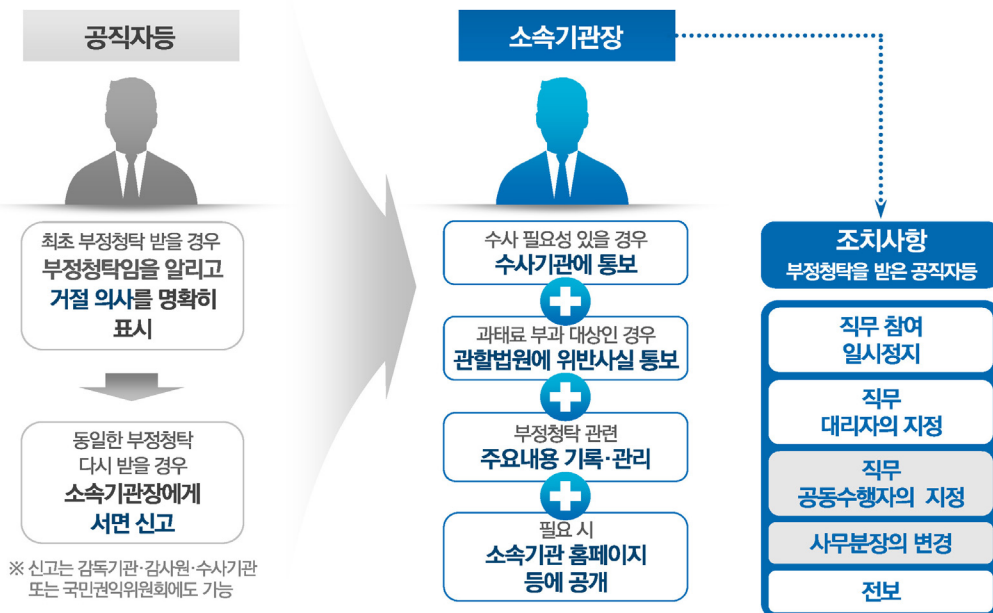 공직자등
최초 부정청탁 받을 경우
부정청탁임을 알리고
거절 의사를 명확히
표시
동일한 부정청탁
다시 받을 경우
소속기관장에게
서면 신고
※ 신고는 감독기관·감사원·수사기관
또는 국민권익위원회에도 가능
소속기관장
수사 필요성 있을 경우
수사기관에 통보
과태료 부과 대상인 경우
관할법원에 위반사실 통보
부정청탁 관련
주요내용 기록·관리
필요 시
소속기관 홈페이지
등에 공개
조치사항
부정청탁을 받은 공직자등
직무 참여
일시정지
직무
대리자의 지정
직무
공동수행자의 지정
사무분장의 변경
전보